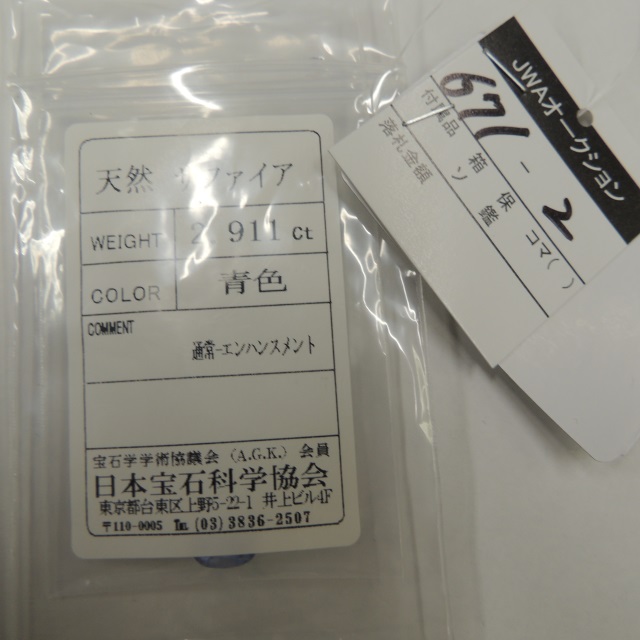 天然 サファイア
WEIGHT 2.911 ct
COLOR 青色
COMMENT
通常-エンハンスメント
宝石学学術協議会 (A.G.K.) 会員
日本宝石科学協会
東京都台東区上野5-22-1 井上ビル4F
〒110-0005 TEL (03) 3836-2507
JWAオークション
671-2
付属品 箱 保 コマ( )
ソ 鑑
落札金額